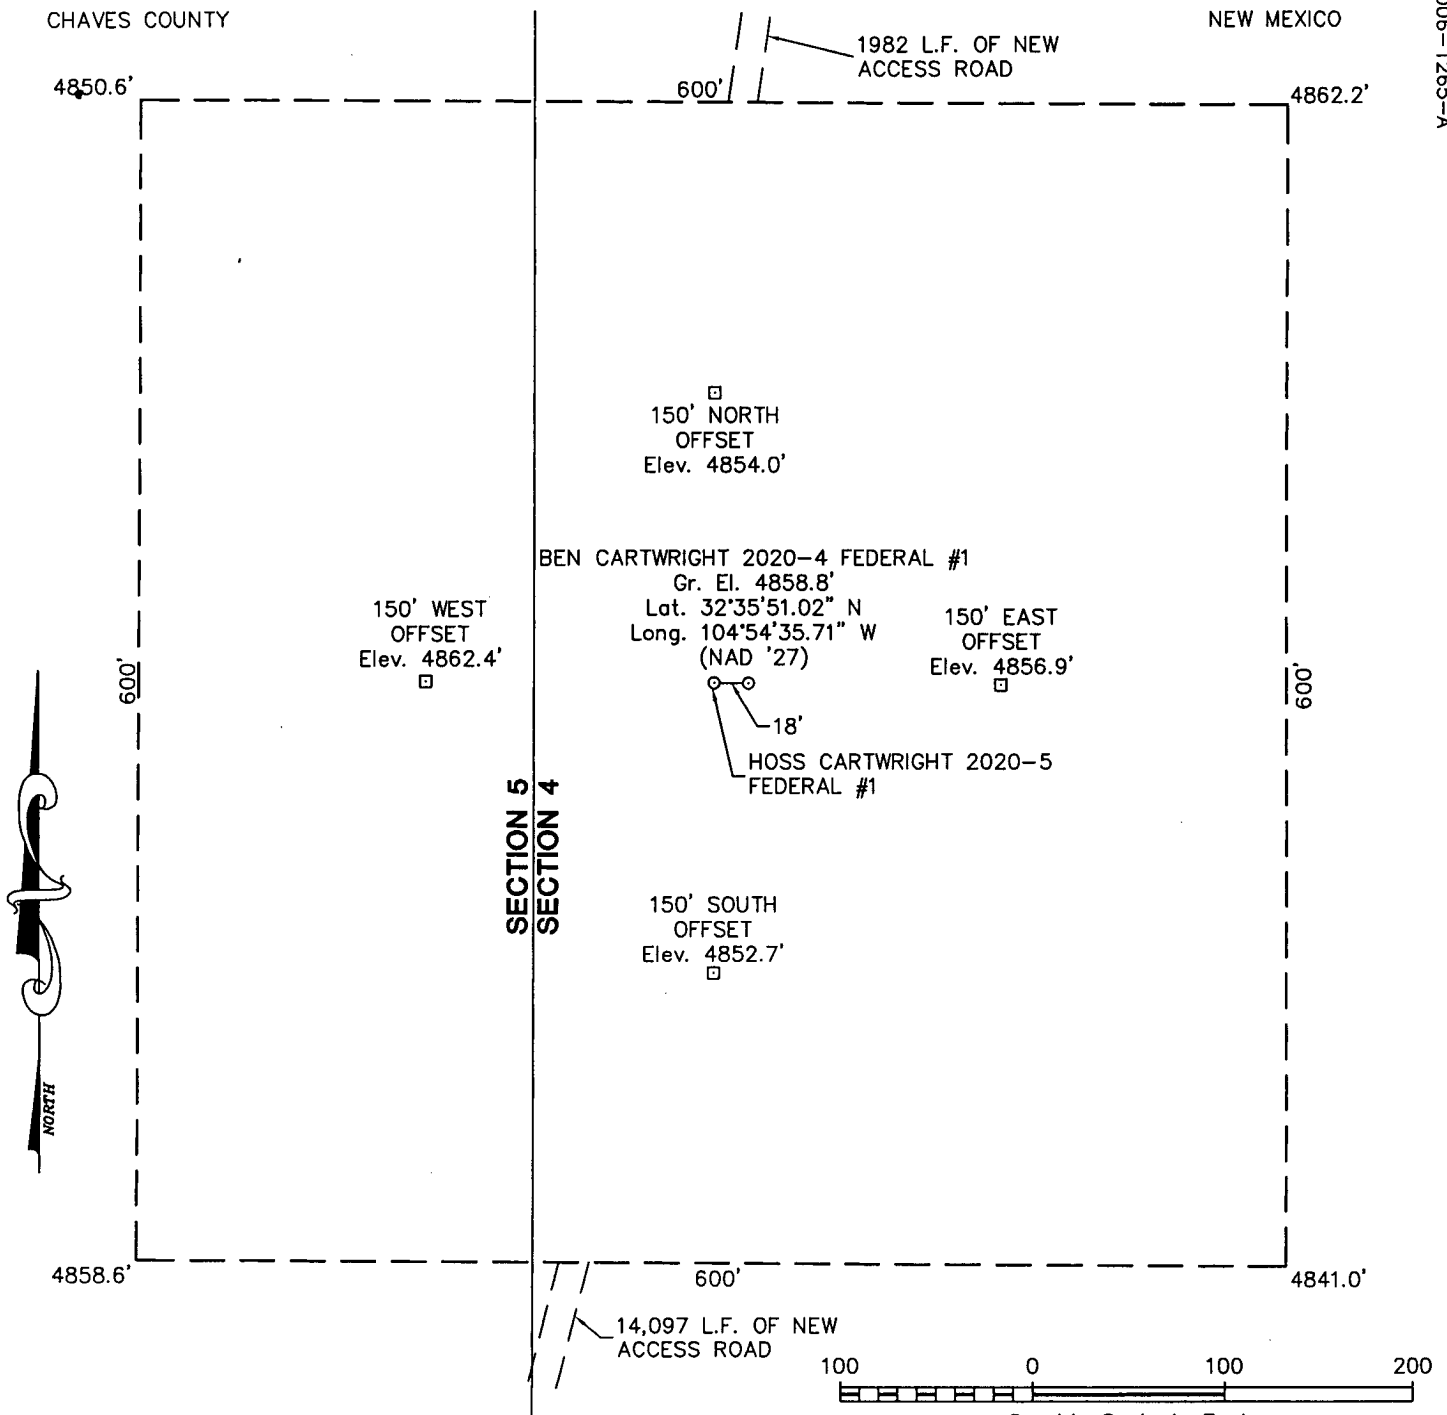 CHAVES COUNTY
NEW MEXICO
1982 L.F. OF NEW
ACCESS ROAD
4850.6'
600'
4862.2'
150' NORTH
OFFSET
Elev. 4854.0'
BEN CARTWRIGHT 2020-4 FEDERAL #1
Gr. El. 4858.8'
Lat. 32°35'51.02" N
Long. 104°54'35.71" W
(NAD '27)
150' WEST
OFFSET
Elev. 4862.4'
150' EAST
OFFSET
Elev. 4856.9'
600'
600'
18'
HOSS CARTWRIGHT 2020-5
FEDERAL #1
SECTION 5
SECTION 4
150' SOUTH
OFFSET
Elev. 4852.7'
NORTH
4858.6'
600'
4841.0'
14,097 L.F. OF NEW
ACCESS ROAD
100 0 100 200